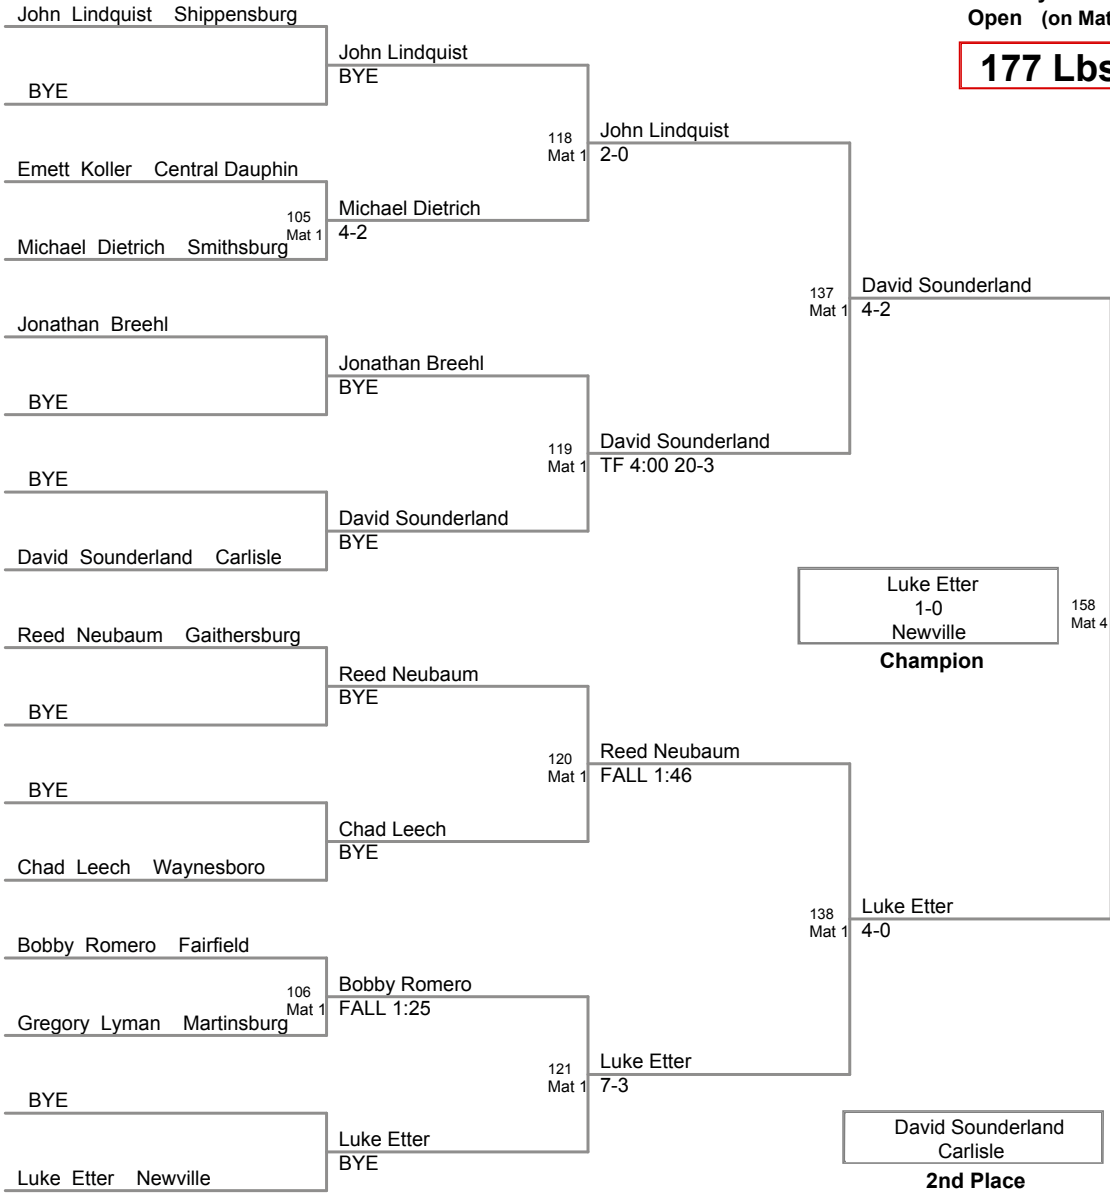 Open (on Mat
177 Lbs
John Lindquist Shippensburg
BYE
Emett Koller Central Dauphin
105
Mat 1
Michael Dietrich Smithsburg
Jonathan Breehl
BYE
BYE
David Sounderland Carlisle
Reed Neubaum Gaithersburg
BYE
BYE
Chad Leech Waynesboro
Bobby Romero Fairfield
106
Mat 1
Gregory Lyman Martinsburg
BYE
Luke Etter Newville
John Lindquist
BYE
118
Mat 1
Michael Dietrich
4-2
Jonathan Breehl
BYE
119
Mat 1
David Sounderland
BYE
Reed Neubaum
BYE
120
Mat 1
Chad Leech
BYE
Bobby Romero
FALL 1:25
121
Mat 1
Luke Etter
BYE
John Lindquist
2-0
137
Mat 1
David Sounderland
TF 4:00 20-3
Reed Neubaum
FALL 1:46
138
Mat 1
Luke Etter
7-3
David Sounderland
4-2
Luke Etter
1-0
Newville
Champion
158
Mat 4
Luke Etter
4-0
David Sounderland
Carlisle
2nd Place